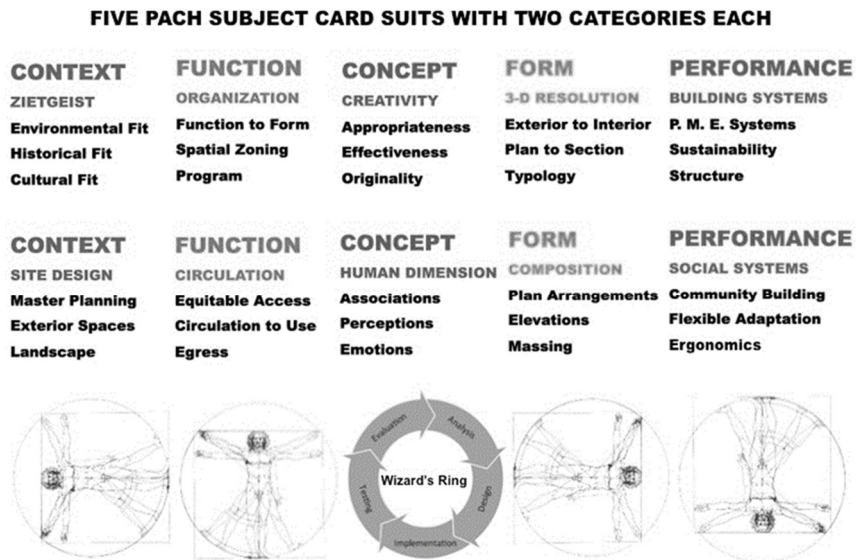 FIVE PACH SUBJECT CARD SUITS WITH TWO CATEGORIES EACH
CONTEXT
ZIETGEIST
Environmental Fit
Historical Fit
Cultural Fit
FUNCTION
ORGANIZATION
Function to Form
Spatial Zoning
Program
CONCEPT
CREATIVITY
Appropriateness
Effectiveness
Originality
FORM
3-D RESOLUTION
Exterior to Interior
Plan to Section
Typology
PERFORMANCE
BUILDING SYSTEMS
P. M. E. Systems
Sustainability
Structure
CONTEXT
SITE DESIGN
Master Planning
Exterior Spaces
Landscape
FUNCTION
CIRCULATION
Equitable Access
Circulation to Use
Egress
CONCEPT
HUMAN DIMENSION
Associations
Perceptions
Emotions
FORM
COMPOSITION
Plan Arrangements
Elevations
Massing
PERFORMANCE
SOCIAL SYSTEMS
Community Building
Flexible Adaptation
Ergonomics
Evaluation
Analysis
Design
Implementation
Testing
Wizard's Ring